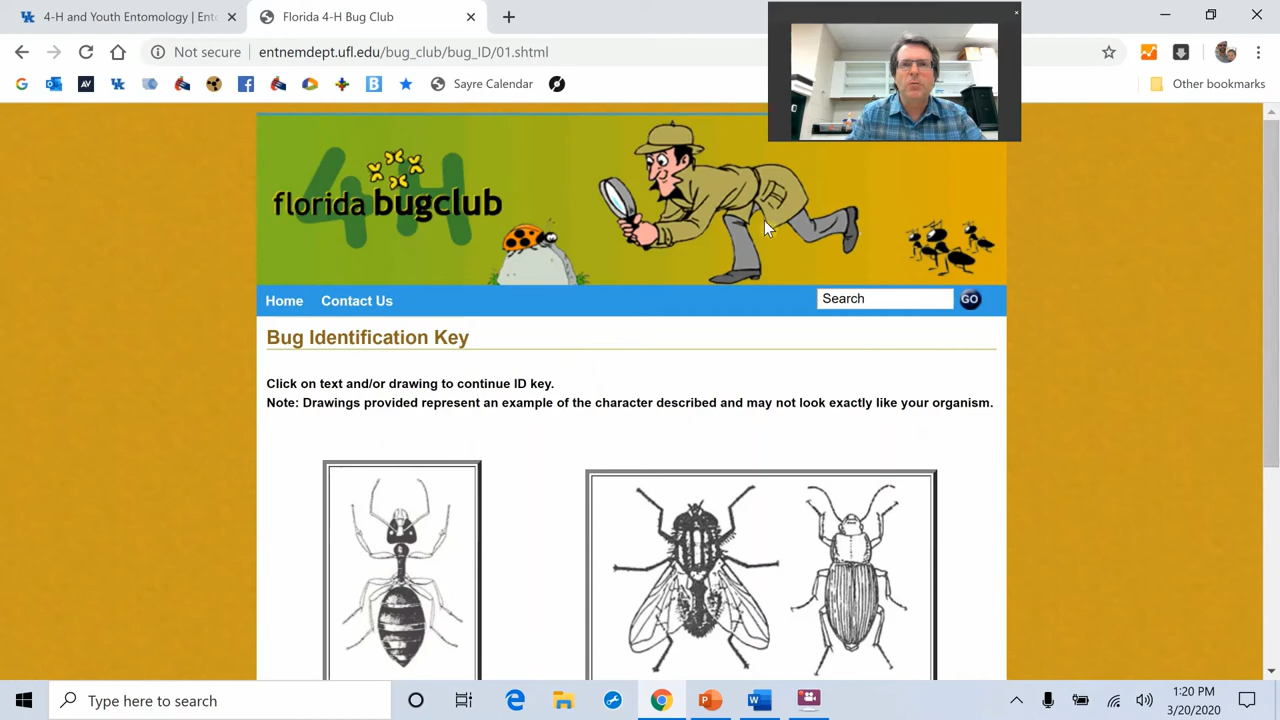 4-H and Youth Entomology | Ent
Florida 4-H Bug Club
Not secure
entnemdept.ufl.edu/bug_club/bug_ID/01.shtml
Sayre Calendar
Other bookmarks
4H
florida bugclub
Home
Contact Us
Search
GO
Bug Identification Key
Click on text and/or drawing to continue ID key.
Note: Drawings provided represent an example of the character described and may not look exactly like your organism.
Type here to search
1:20 PM
3/20/2020